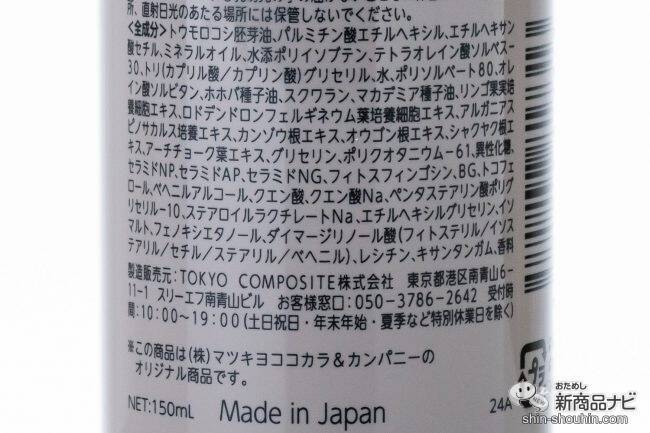 所、直射日光のあたる場所には保管しないでください。
〈全成分〉トウモロコシ胚芽油、パルミチン酸エチルヘキシル、エチルヘキサン
酸セチル、ミネラルオイル、水添ポリイソブテン、テトラオレイン酸ソルベス-
30、トリ(カプリル酸/カプリン酸)グリセリル、水、ポリソルベート80、オレ
イン酸ソルビタン、ホホバ種子油、スクワラン、マカデミア種子油、リンゴ果実培
養細胞エキス、ロドデンドロンフェルギネウム葉培養細胞エキス、アルガニアス
ピノサカルス培養エキス、カンゾウ根エキス、オウゴン根エキス、シャクヤク根エ
キス、アーチチョーク葉エキス、グリセリン、ポリクオタニウム-61、異性化糖、
セラミドNP、セラミドAP、セラミドNG、フィトスフィンゴシン、BG、トコフェ
ロール、ベヘニルアルコール、クエン酸、クエン酸Na、ペンタステアリン酸ポリグ
リセリル-10、ステアロイルラクチレートNa、エチルヘキシルグリセリン、イソ
マルト、フェノキシエタノール、ダイマージリノール酸(フィトステリル/イソス
テアリル/セチル/ステアリル/ベヘニル)、レシチン、キサンタンガム、香料
製造販売元:TOKYO COMPOSITE株式会社 東京都港区南青山6-
11-1 スリーエフ南青山ビル お客様窓口:050-3786-2642 受付時
間:10:00〜19:00(土日祝日・年末年始・夏季など特別休業日を除く)
※この商品は(株)マツキヨココカラ&カンパニーの
オリジナル商品です。
NET:150mL Made in Japan 24A
プラ
おためし
新商品ナビ
shin-shouhin.com